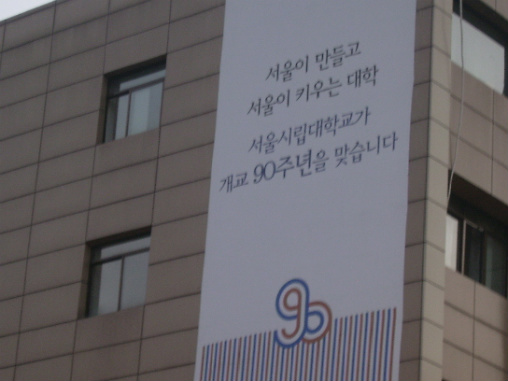 서울이 만들고
서울이 키우는 대학
서울시립대학교가
개교 90주년을 맞습니다
90